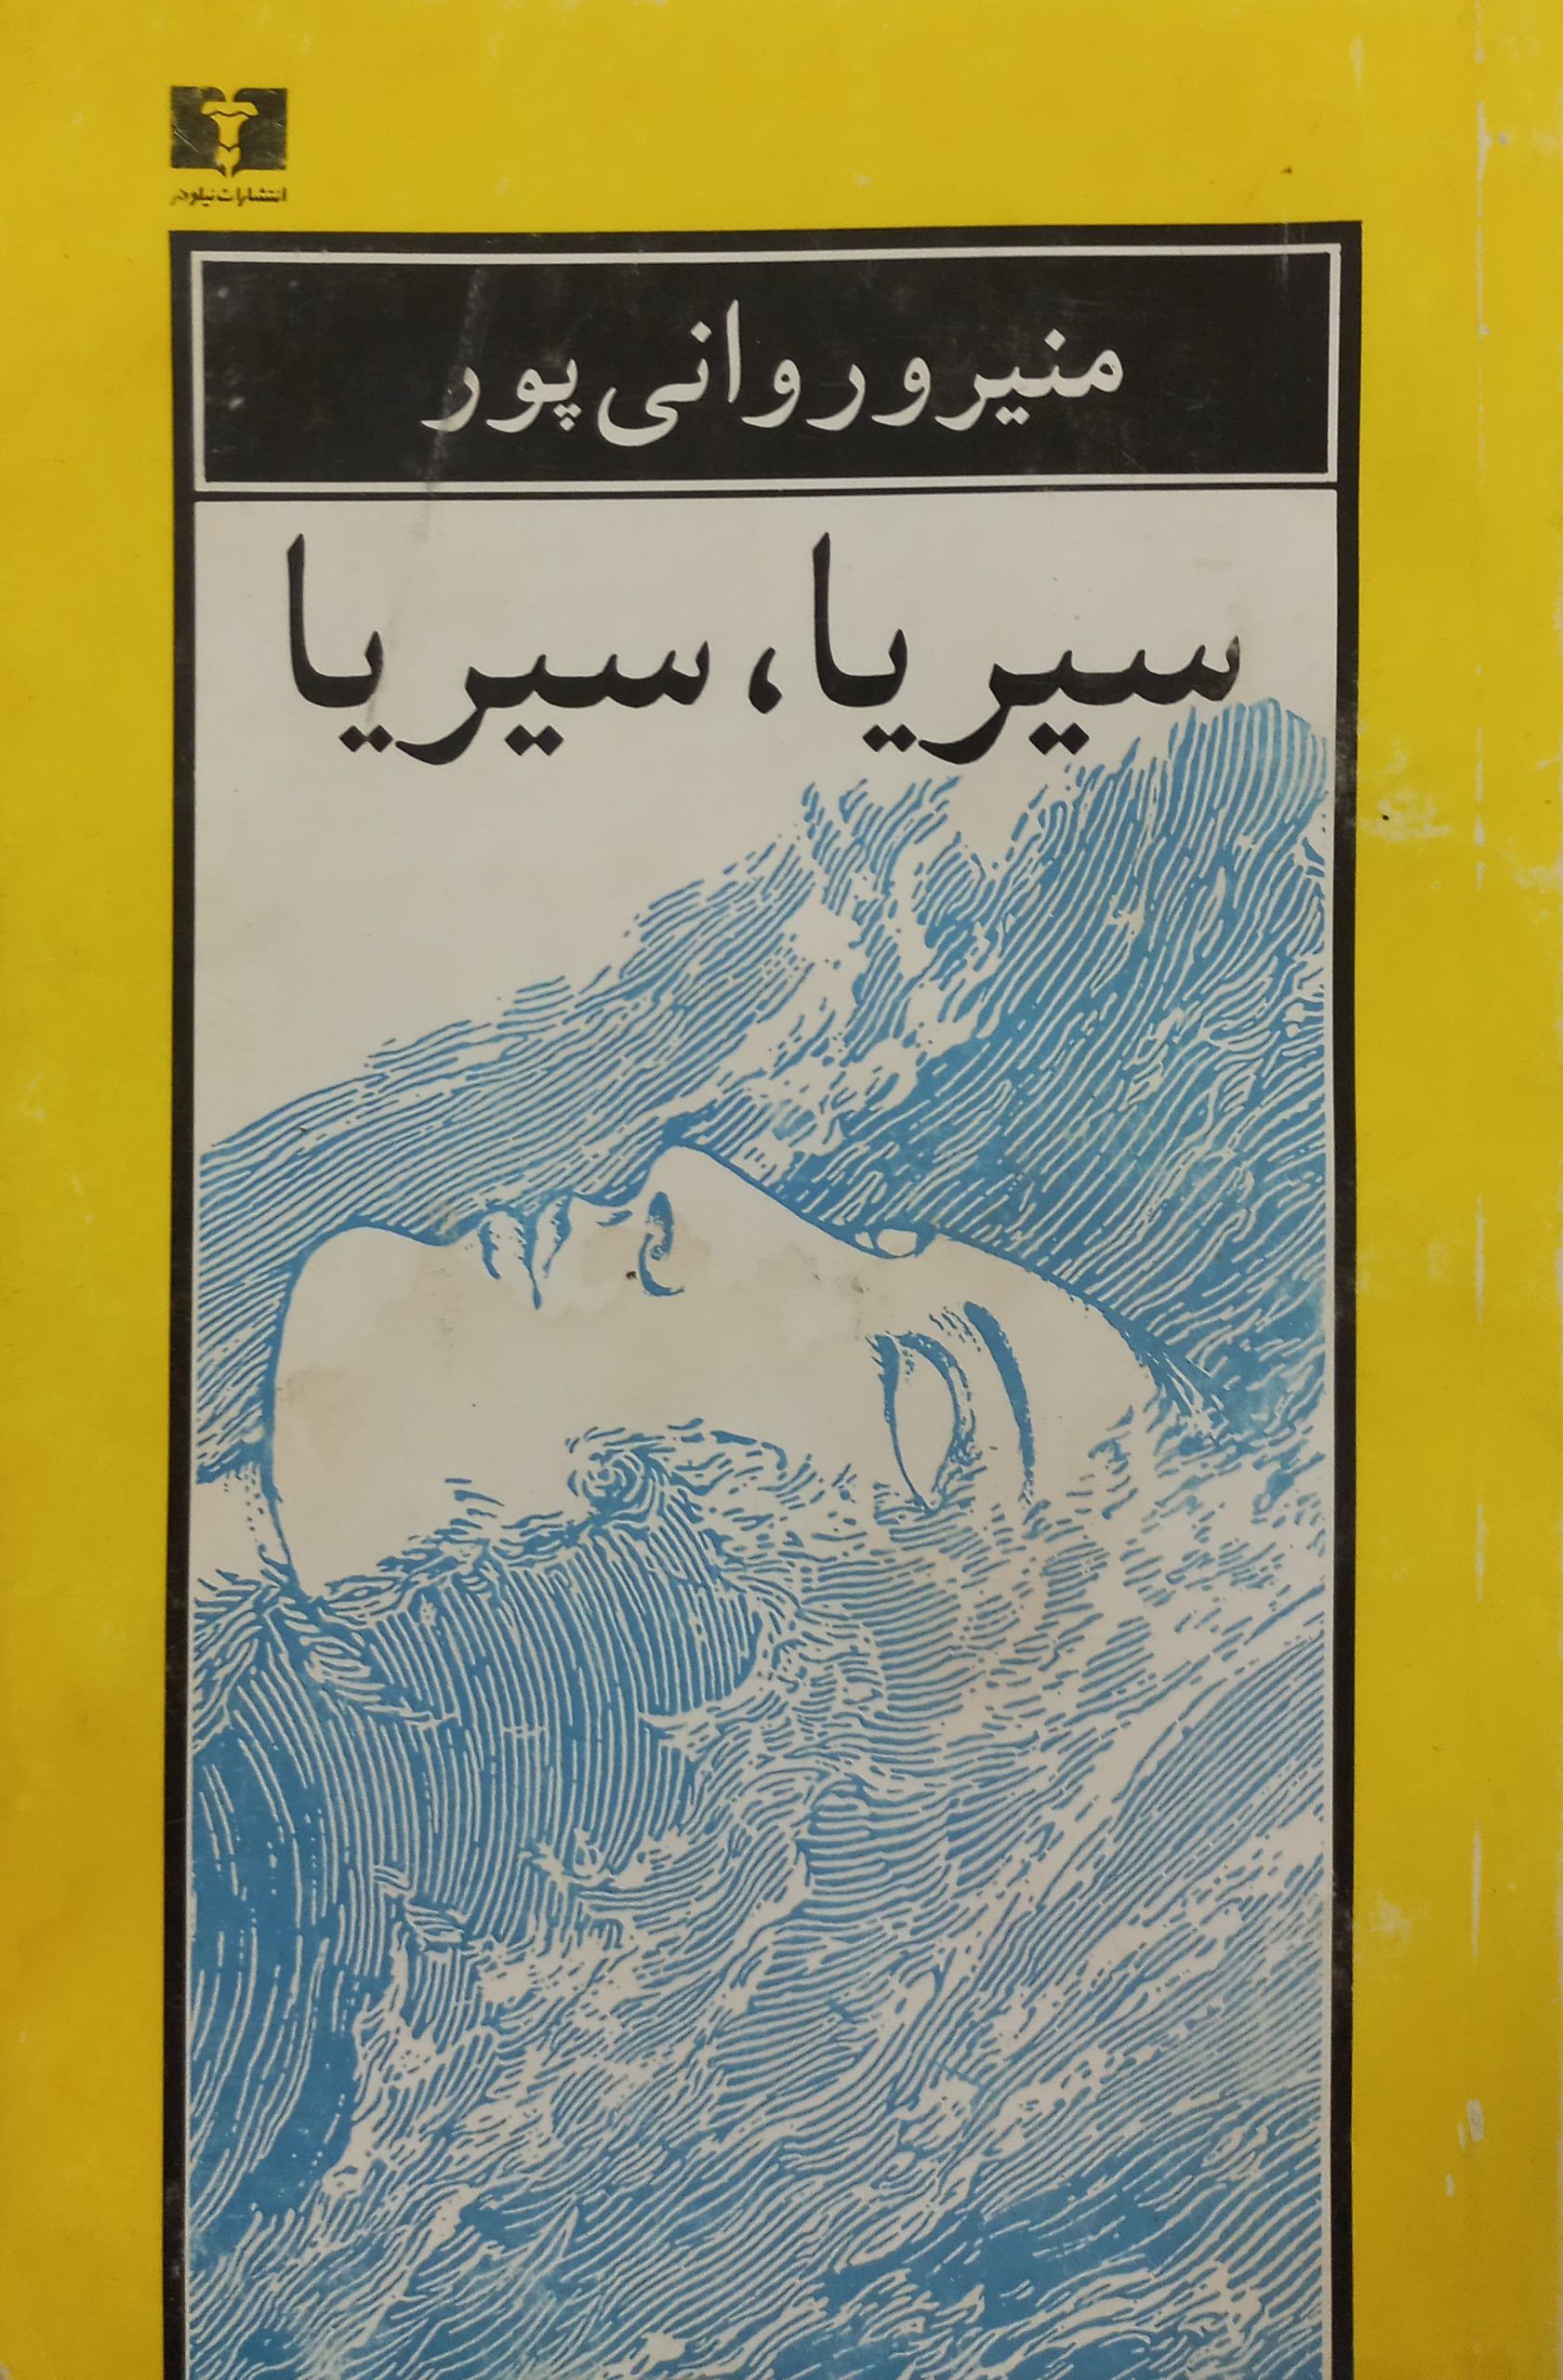 انتشارات نیلوفر
منیرو روانی پور
سیریا، سیریا